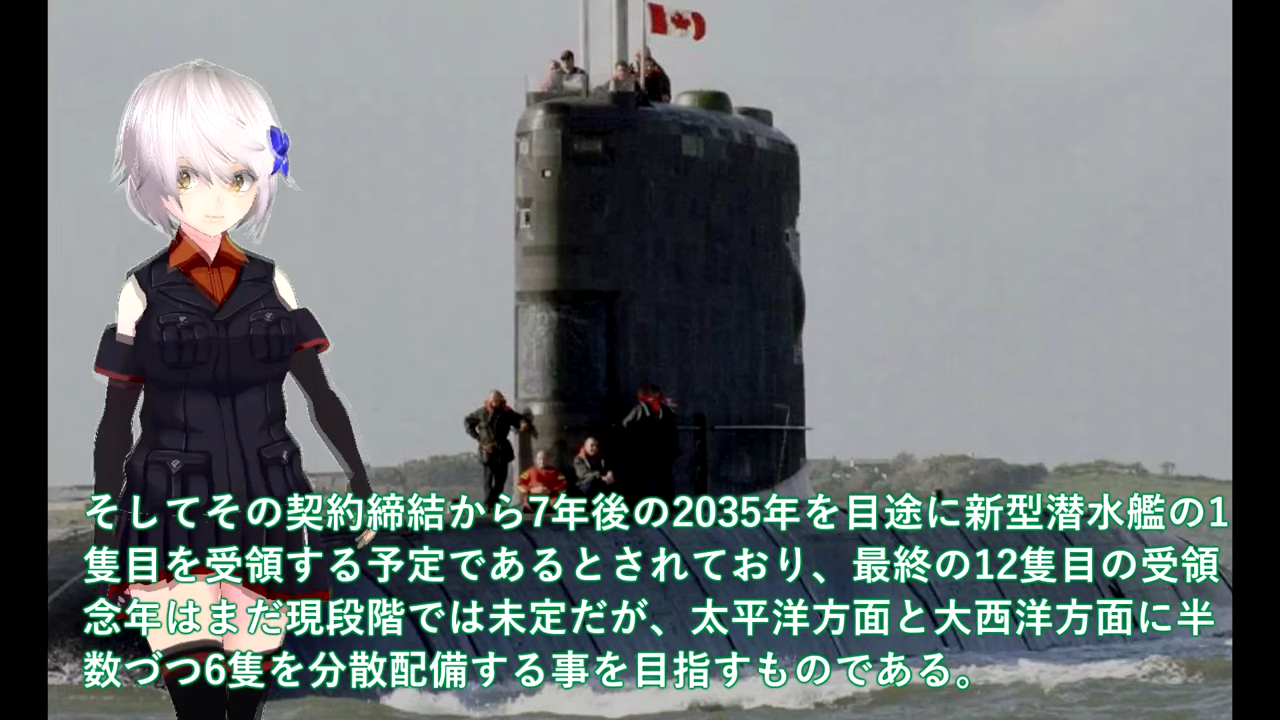 そしてその契約締結から7年後の2035年を目途に新型潜水艦の1
隻目を受領する予定であるとされており、最終の12隻目の受領
念年はまだ現段階では未定だが、太平洋方面と大西洋方面に半
数づつ6隻を分散配備する事を目指すものである。